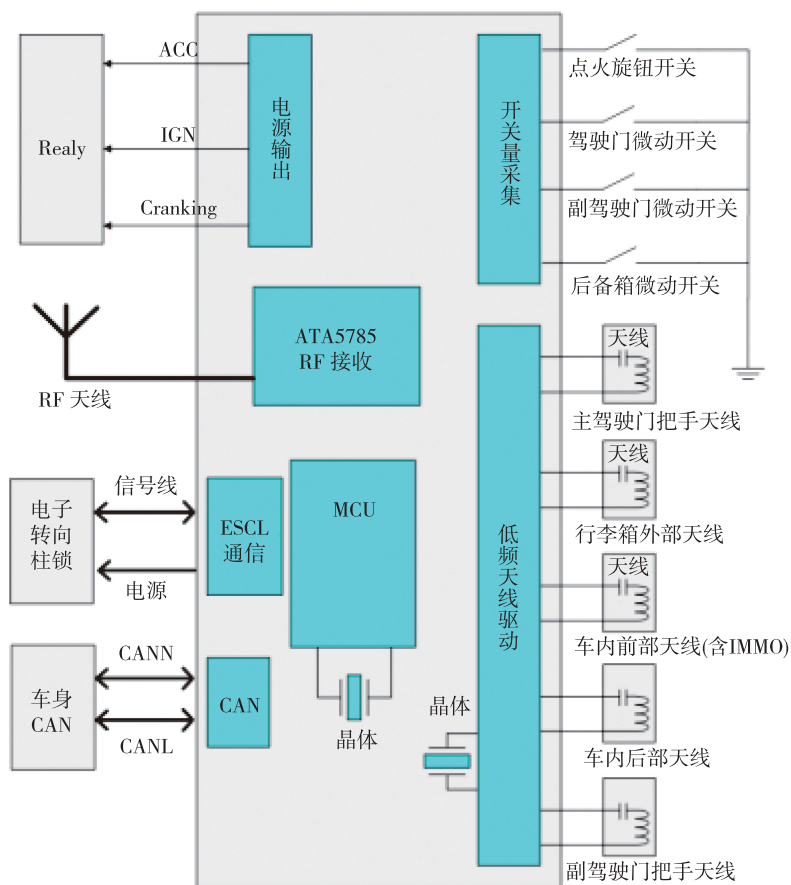 ACC
IGN
Cranking
Realy
电源输出
开关量采集
点火旋钮开关
驾驶门微动开关
副驾驶门微动开关
后备箱微动开关
ATA5785
RF 接收
RF 天线
天线
主驾驶门把手天线
天线
行李箱外部天线
天线
车内前部天线(含IMMO)
车内后部天线
副驾驶门把手天线
低频天线驱动
电子
转向
柱锁
信号线
电源
ESCL
通信
MCU
晶体
晶体
车身
CAN
CANN
CANL
CAN